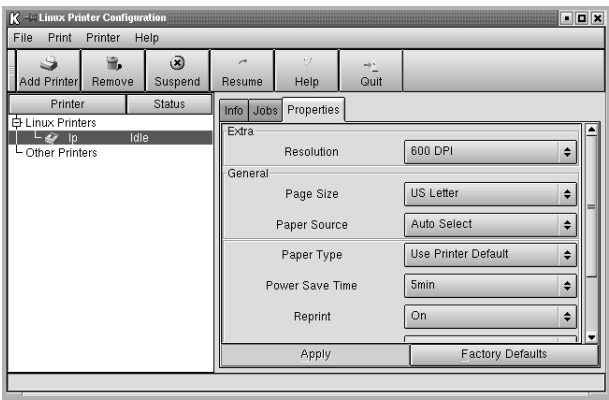 Linux Printer Configuration
File Print Printer Help
Add Printer Remove Suspend Resume Help Quit
Printer Status
Linux Printers
lp Idle
Other Printers
Info Jobs Properties
Extra
Resolution 600 DPI
General
Page Size US Letter
Paper Source Auto Select
Paper Type Use Printer Default
Power Save Time 5min
Reprint On
Apply Factory Defaults